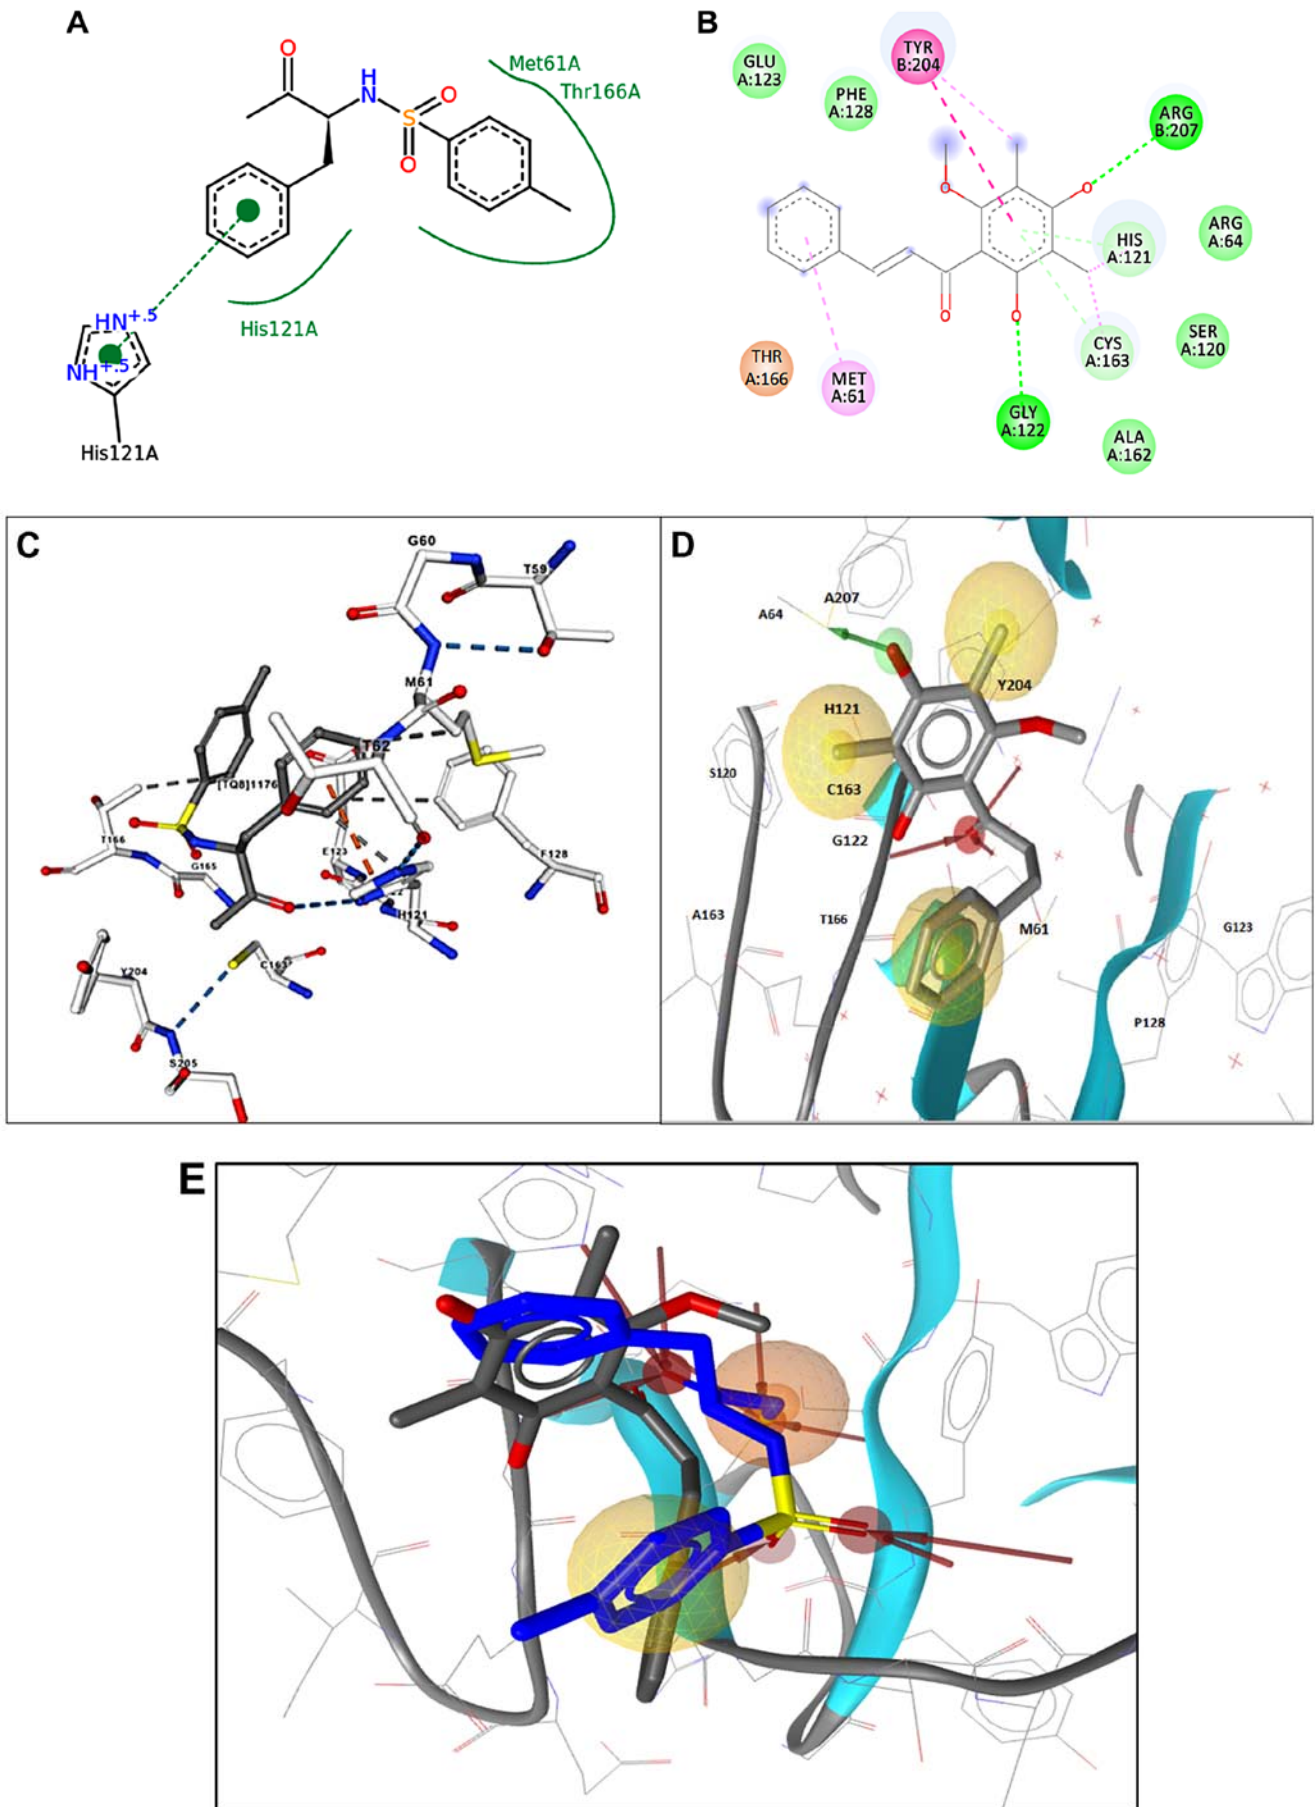 A
O
H
N
S
O
O
Met61A
Thr166A
His121A
HN+.5
NH+.5
His121A
B
GLU
A:123
PHE
A:128
TYR
B:204
ARG
B:207
O
O
HIS
A:121
ARG
A:64
O
O
THR
A:166
MET
A:61
CYS
A:163
SER
A:120
GLY
A:122
ALA
A:162
C
G60
T59
M61
T62
[TQ8]1176
T166
G165
E123
F128
H121
C163
Y204
S205
D
A207
A64
Y204
H121
S120
C163
G122
A163
T166
M61
G123
P128
E